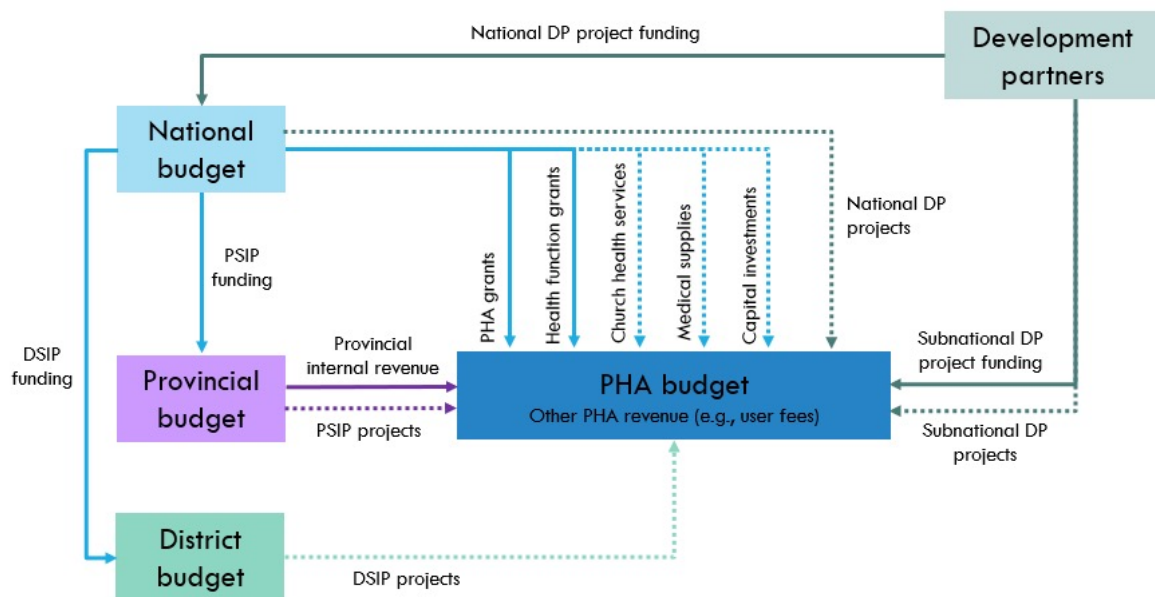 National DP project funding
Development
partners
National
budget
PSIP
funding
DSIP
funding
PHA grants
Health function grants
Church health services
Medical supplies
Capital investments
National DP
projects
Provincial
budget
Provincial
internal revenue
PSIP projects
PHA budget
Other PHA revenue (e.g., user fees)
Subnational DP
project funding
Subnational DP
projects
District
budget
DSIP projects